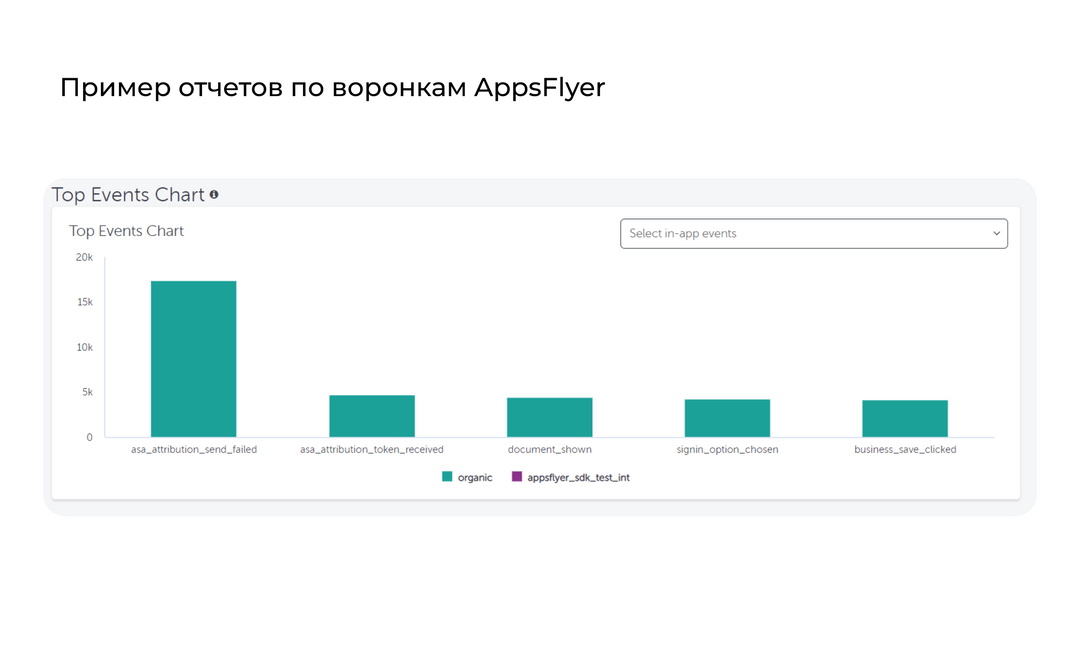 Пример отчетов по воронкам AppsFlyer
Top Events Chart
Top Events Chart
Select in-app events
20k
15k
10k
5k
0
asa_attribution_send_failed
asa_attribution_token_received
document_shown
signin_option_chosen
business_save_clicked
organic
appsflyer_sdk_test_int